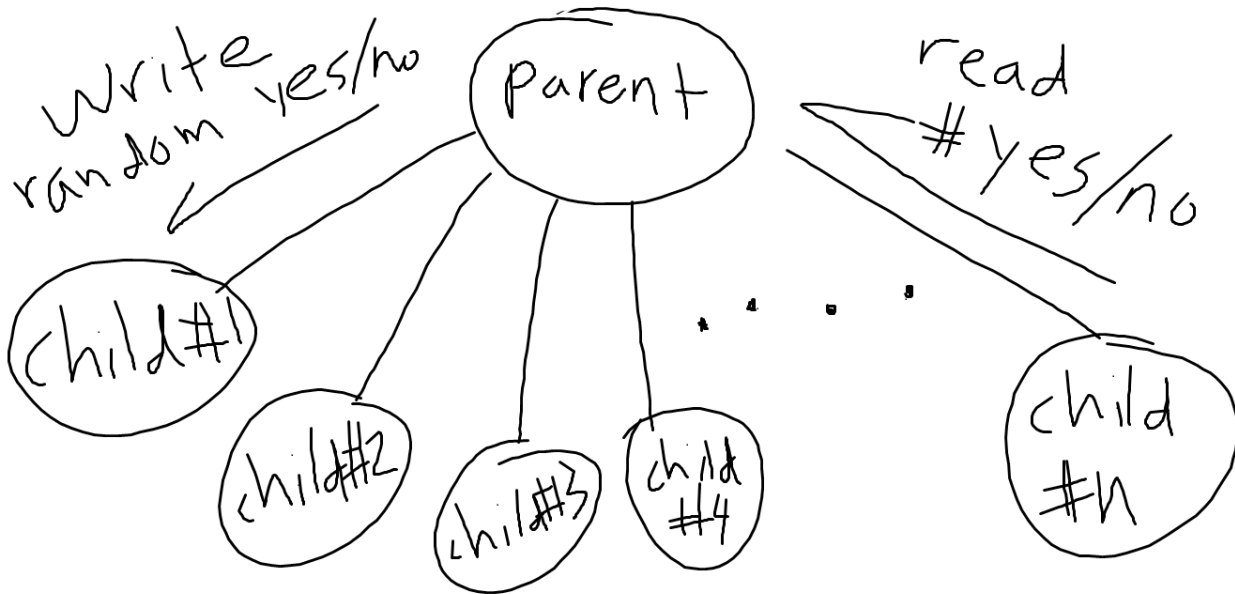 write
random yes/no
parent
read
#yes/no
child#1
child#2
child#3
child
#4
child
#n